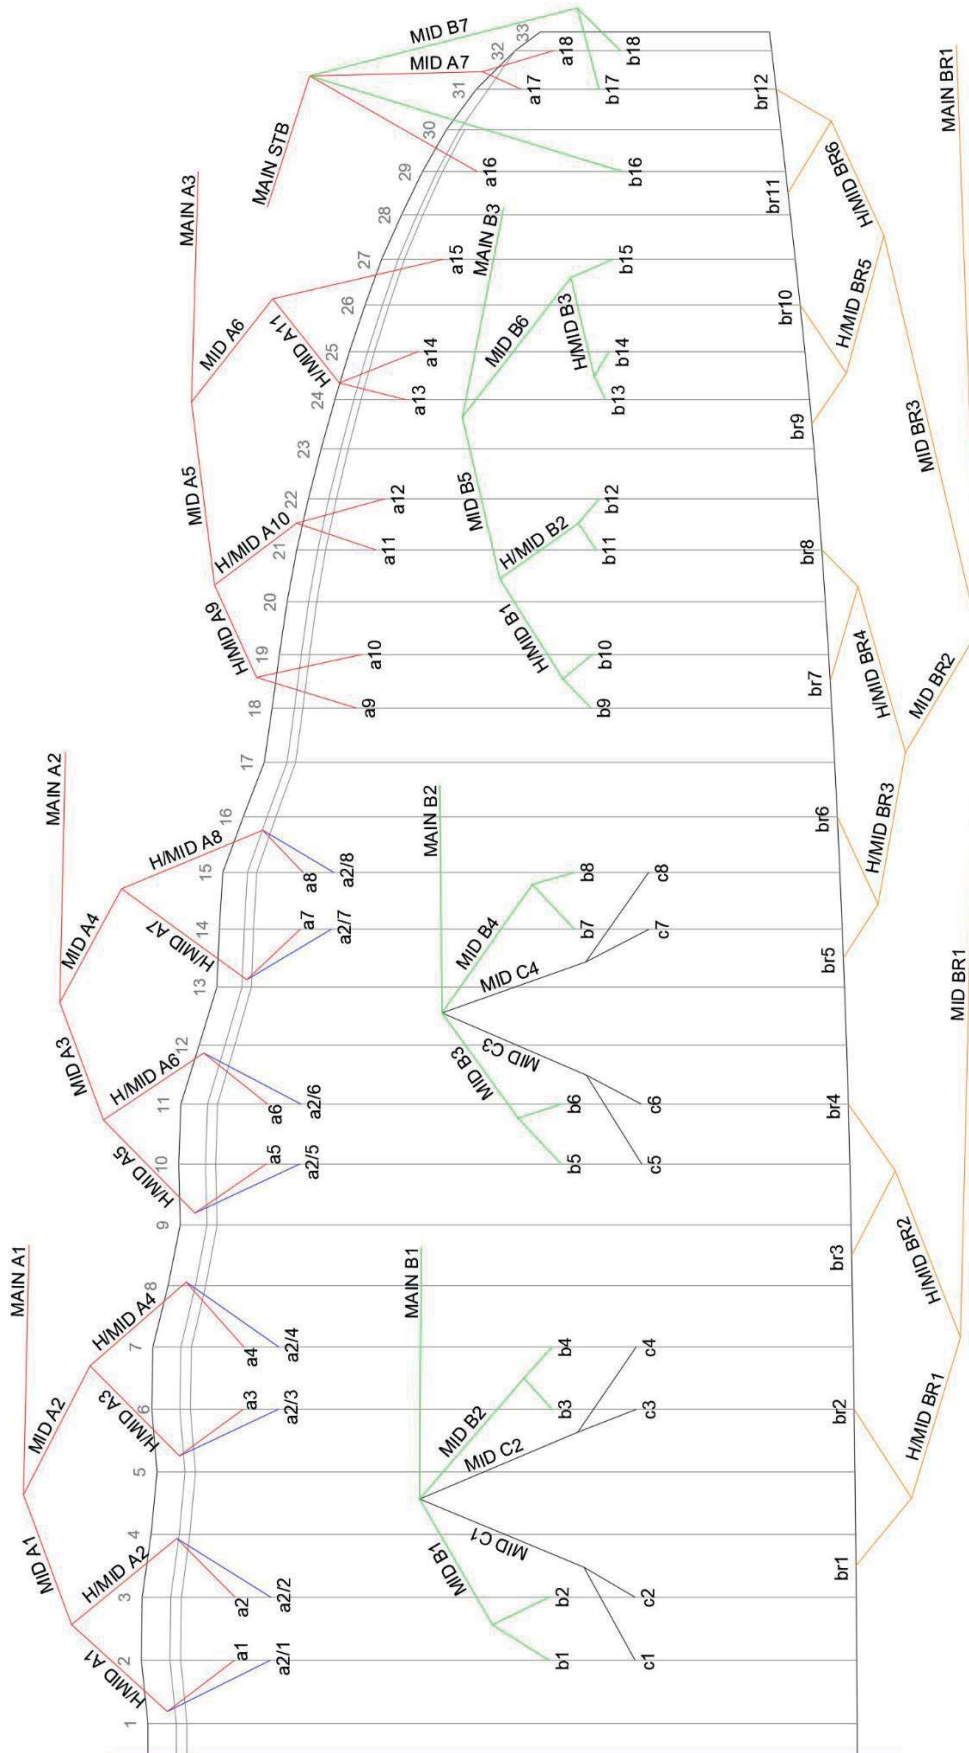 MAIN A1
MAIN A2
MAIN A3
MAIN STB
MID A1
MID A2
MID A3
MID A4
MID A5
MID A6
MID A7
MID B7
H/MID A1
H/MID A2
H/MID A3
H/MID A4
H/MID A5
H/MID A6
H/MID A7
H/MID A8
H/MID A9
H/MID A10
H/MID A11
1
2
3
4
5
6
7
8
9
10
11
12
13
14
15
16
17
18
19
20
21
22
23
24
25
26
27
28
29
30
31
32
33
a1
a2
a3
a4
a5
a6
a7
a8
a9
a10
a11
a12
a13
a14
a15
a16
a17
a18
a2/1
a2/2
a2/3
a2/4
a2/5
a2/6
a2/7
a2/8
MAIN B1
MAIN B2
MAIN B3
MID B1
MID C1
MID C2
MID B2
MID B3
MID C3
MID C4
MID B4
MID B5
MID B6
H/MID B1
H/MID B2
H/MID B3
b1
b2
b3
b4
b5
b6
b7
b8
b9
b10
b11
b12
b13
b14
b15
b16
b17
b18
c1
c2
c3
c4
c5
c6
c7
c8
br1
br2
br3
br4
br5
br6
br7
br8
br9
br10
br11
br12
H/MID BR1
H/MID BR2
H/MID BR3
H/MID BR4
H/MID BR5
H/MID BR6
MID BR1
MID BR2
MID BR3
MAIN BR1